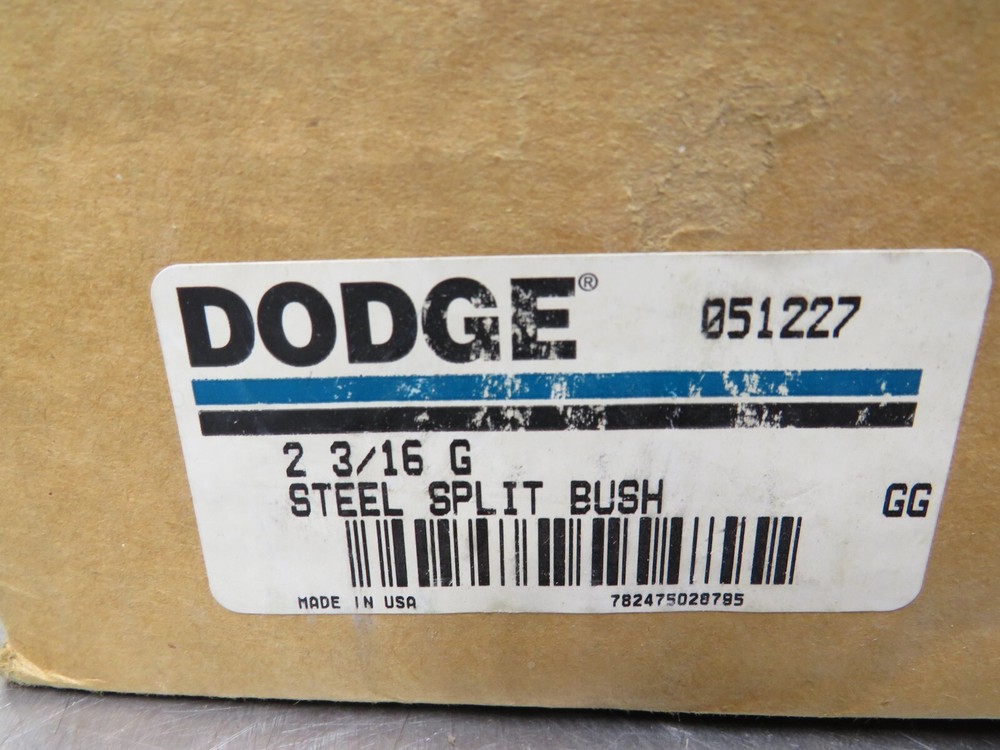 DODGE® 051227
2 3/16 G
STEEL SPLIT BUSH GG
MADE IN USA 782475028795